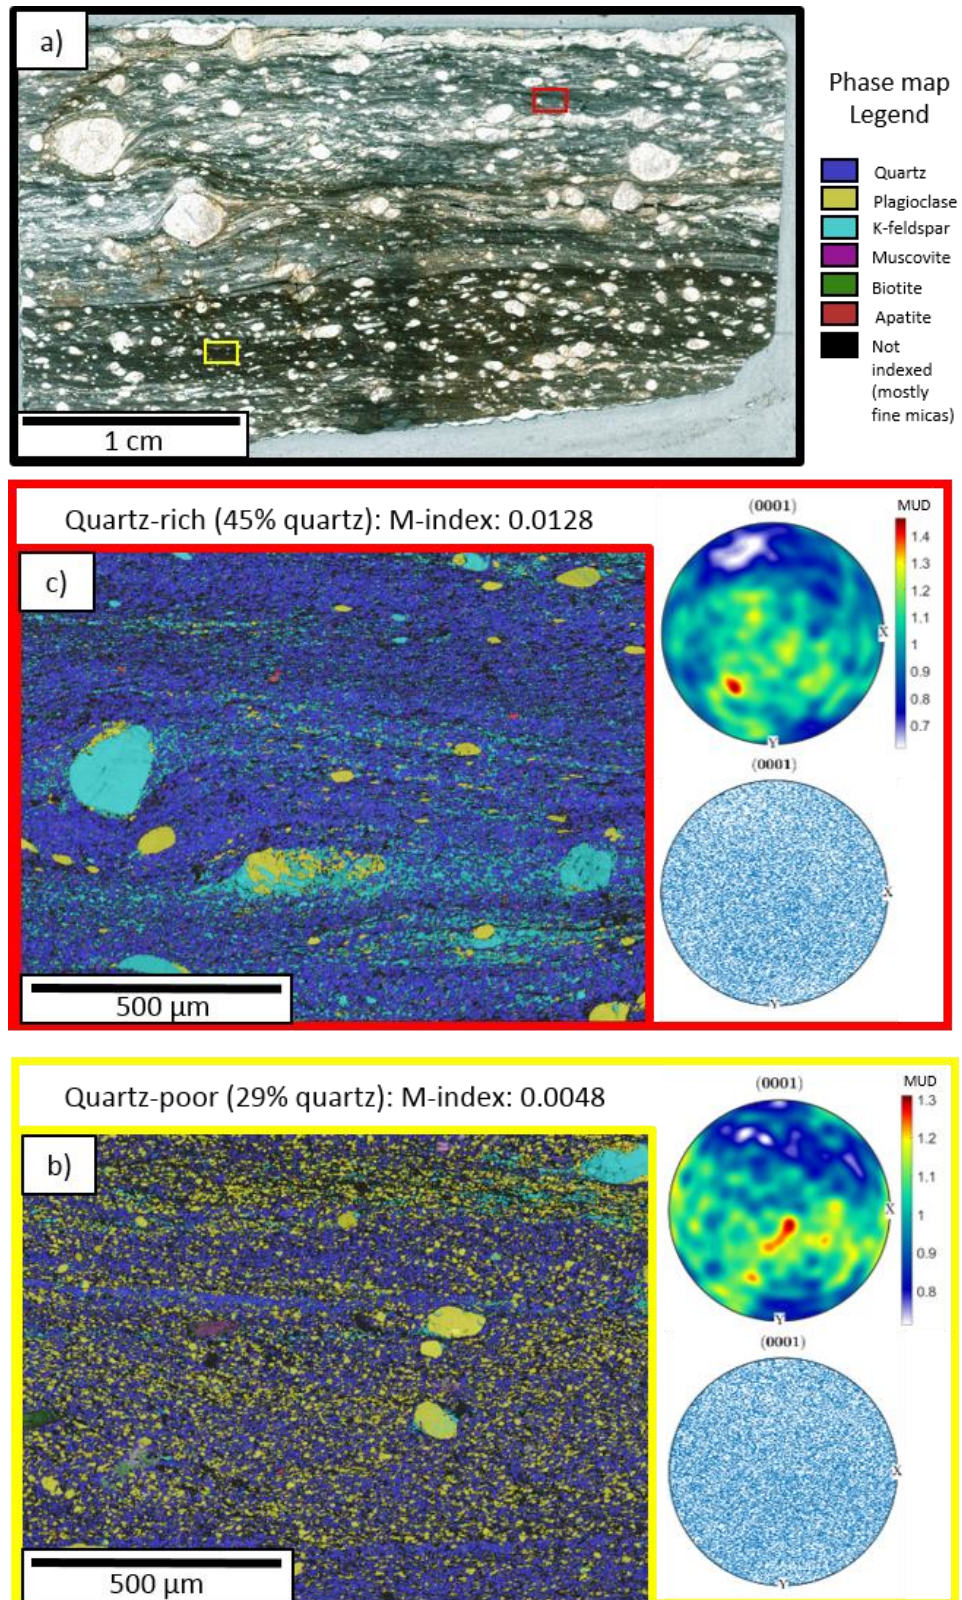 a)
1 cm
Phase map
Legend
Quartz
Plagioclase
K-feldspar
Muscovite
Biotite
Apatite
Not
indexed
(mostly
fine micas)
Quartz-rich (45% quartz): M-index: 0.0128
c)
500 µm
(0001)
MUD
1.4
1.3
1.2
1.1
1
0.9
0.8
0.7
X
Y
(0001)
X
Y
Quartz-poor (29% quartz): M-index: 0.0048
b)
500 µm
(0001)
MUD
1.3
1.2
1.1
1
0.9
0.8
X
Y
(0001)
X
Y